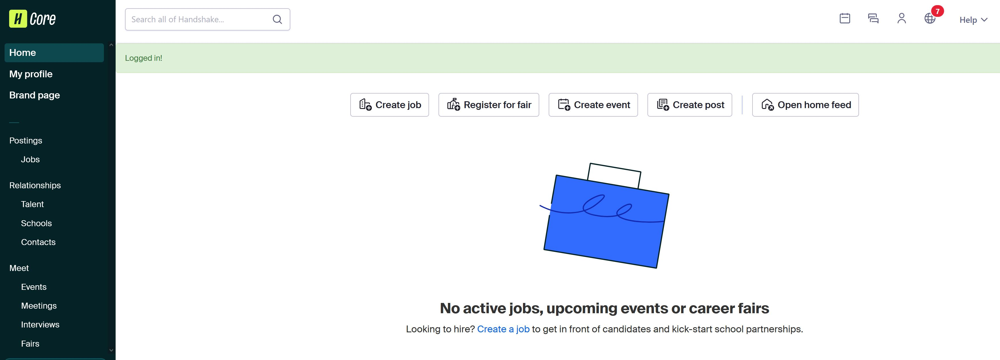 H Core
Search all of Handshake...
7
Help
Home
My profile
Brand page
Postings
Jobs
Relationships
Talent
Schools
Contacts
Meet
Events
Meetings
Interviews
Fairs
Logged in!
Create job
Register for fair
Create event
Create post
Open home feed
No active jobs, upcoming events or career fairs
Looking to hire? Create a job to get in front of candidates and kick-start school partnerships.